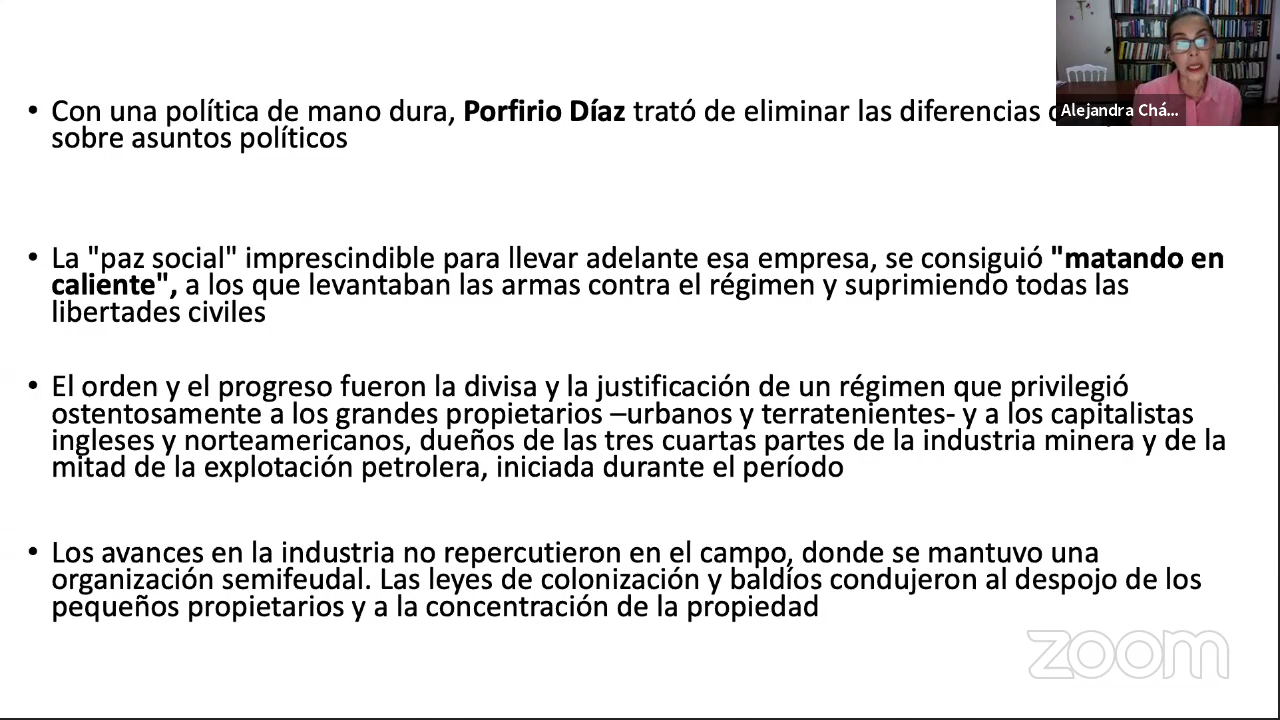 • Con una política de mano dura, Porfirio Díaz trató de eliminar las diferencias
sobre asuntos políticos
• La "paz social" imprescindible para llevar adelante esa empresa, se consiguió "matando en
caliente", a los que levantaban las armas contra el régimen y suprimiendo todas las
libertades civiles
• El orden y el progreso fueron la divisa y la justificación de un régimen que privilegió
ostentosamente a los grandes propietarios –urbanos y terratenientes- y a los capitalistas
ingleses y norteamericanos, dueños de las tres cuartas partes de la industria minera y de la
mitad de la explotación petrolera, iniciada durante el período
• Los avances en la industria no repercutieron en el campo, donde se mantuvo una
organización semifeudal. Las leyes de colonización y baldíos condujeron al despojo de los
pequeños propietarios y a la concentración de la propiedad
Alejandra Chá...
zoom